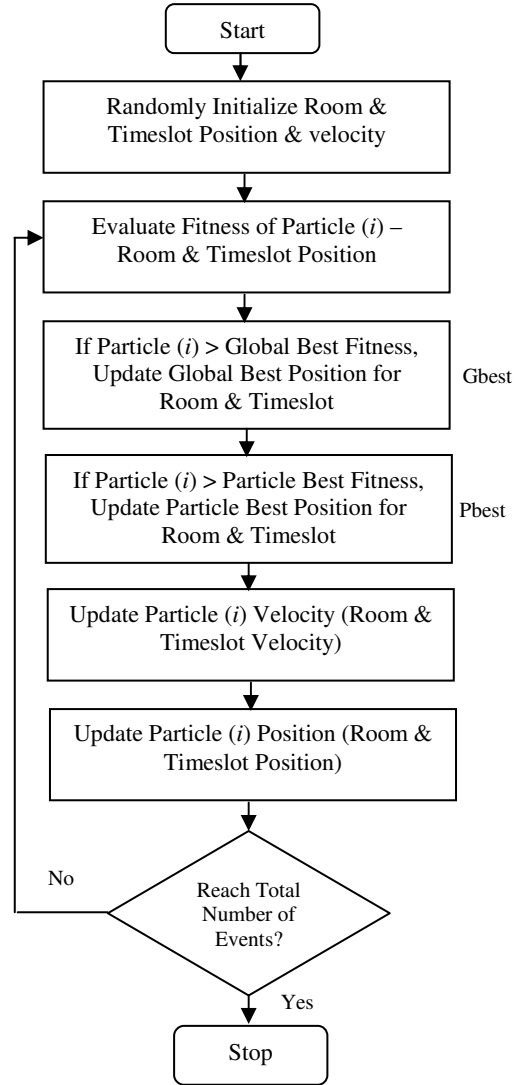 Start
Randomly Initialize Room &
Timeslot Position & velocity
Evaluate Fitness of Particle (i) –
Room & Timeslot Position
If Particle (i) > Global Best Fitness,
Update Global Best Position for
Room & Timeslot
Gbest
If Particle (i) > Particle Best Fitness,
Update Particle Best Position for
Room & Timeslot
Pbest
Update Particle (i) Velocity (Room &
Timeslot Velocity)
Update Particle (i) Position (Room &
Timeslot Position)
No
Reach Total
Number of
Events?
Yes
Stop